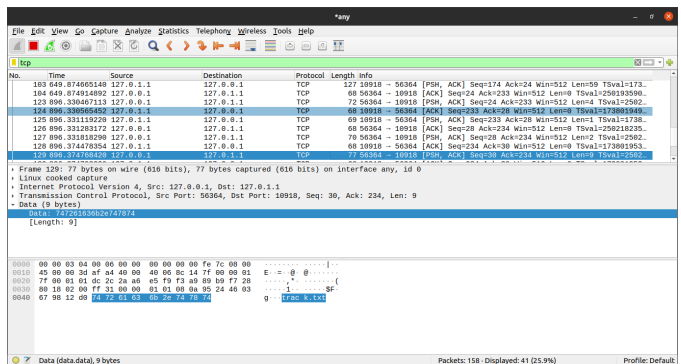 *any
File Edit View Go Capture Analyze Statistics Telephony Wireless Tools Help
tcp
No. Time Source Destination Protocol Length Info
103 649.874665140 127.0.1.1 127.0.0.1 TCP 127 10918 → 56364 [PSH, ACK] Seq=174 Ack=24 Win=512 Len=59 TSval=173…
104 649.874914892 127.0.0.1 127.0.1.1 TCP 68 56364 → 10918 [ACK] Seq=24 Ack=233 Win=512 Len=0 TSval=250193590…
123 896.330467113 127.0.0.1 127.0.1.1 TCP 72 56364 → 10918 [PSH, ACK] Seq=24 Ack=233 Win=512 Len=4 TSval=2502…
124 896.330565452 127.0.1.1 127.0.0.1 TCP 68 10918 → 56364 [ACK] Seq=233 Ack=28 Win=512 Len=0 TSval=173801949…
125 896.331119220 127.0.1.1 127.0.0.1 TCP 69 10918 → 56364 [PSH, ACK] Seq=233 Ack=28 Win=512 Len=1 TSval=1738…
126 896.331283172 127.0.0.1 127.0.1.1 TCP 68 56364 → 10918 [ACK] Seq=28 Ack=234 Win=512 Len=0 TSval=250218235…
127 896.331818290 127.0.0.1 127.0.1.1 TCP 70 56364 → 10918 [PSH, ACK] Seq=28 Ack=234 Win=512 Len=2 TSval=2502…
128 896.374478354 127.0.1.1 127.0.0.1 TCP 68 10918 → 56364 [ACK] Seq=234 Ack=30 Win=512 Len=0 TSval=173801953…
129 896.374768420 127.0.0.1 127.0.1.1 TCP 77 56364 → 10918 [PSH, ACK] Seq=30 Ack=234 Win=512 Len=9 TSval=2502…
Frame 129: 77 bytes on wire (616 bits), 77 bytes captured (616 bits) on interface any, id 0
Linux cooked capture
Internet Protocol Version 4, Src: 127.0.0.1, Dst: 127.0.1.1
Transmission Control Protocol, Src Port: 56364, Dst Port: 10918, Seq: 30, Ack: 234, Len: 9
Data (9 bytes)
Data: 747261636b2e747874
[Length: 9]
0000 00 00 03 04 00 06 00 00 00 00 00 00 fe 7c 08 00 ········ ·····|··
0010 45 00 00 3d af a4 40 00 40 06 8c 14 7f 00 00 01 E··=··@· @·······
0020 7f 00 01 01 dc 2c 2a a6 e5 f9 f3 a9 89 b9 f7 28 ·····,*· ·······(
0030 80 18 02 00 ff 31 00 00 01 01 08 0a 95 24 46 03 ·····1·· ·····$F·
0040 67 98 12 d0 74 72 61 63 6b 2e 74 78 74 g···trac k.txt
Data (data.data), 9 bytes Packets: 158 · Displayed: 41 (25.9%) Profile: Default